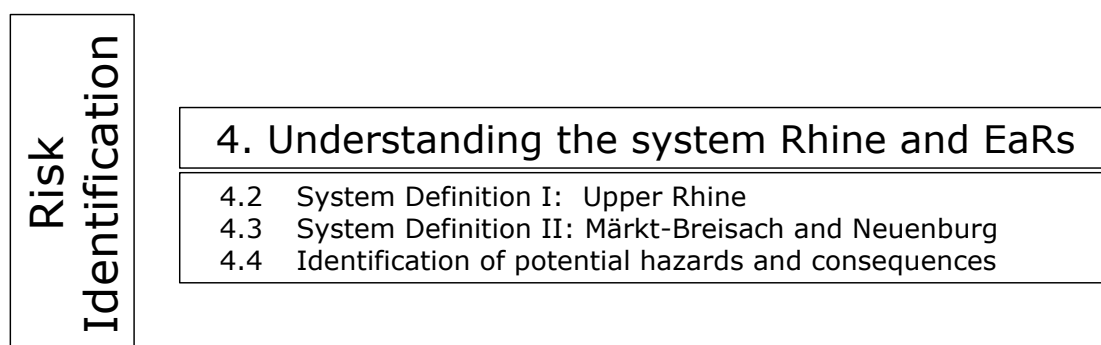 Risk
Identification
4. Understanding the system Rhine and EaRs
4.2 System Definition I: Upper Rhine
4.3 System Definition II: Märkt-Breisach and Neuenburg
4.4 Identification of potential hazards and consequences